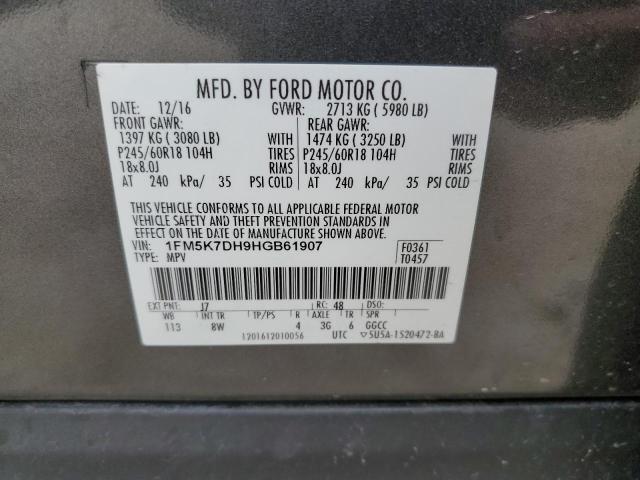 MFD. BY FORD MOTOR CO.
DATE: 12/16 GVWR: 2713 KG ( 5980 LB)
FRONT GAWR: REAR GAWR:
1397 KG ( 3080 LB) WITH 1474 KG ( 3250 LB) WITH
P245/60R18 104H TIRES P245/60R18 104H TIRES
18x8.0J RIMS 18x8.0J RIMS
AT 240 kPa/ 35 PSI COLD AT 240 kPa/ 35 PSI COLD
THIS VEHICLE CONFORMS TO ALL APPLICABLE FEDERAL MOTOR
VEHICLE SAFETY AND THEFT PREVENTION STANDARDS IN
EFFECT ON THE DATE OF MANUFACTURE SHOWN ABOVE.
VIN: 1FM5K7DH9HGB61907 F0361
TYPE: MPV T0457
EXT PNT: J7 RC: 48 DSO:
WB INT TR TP/PS R AXLE TR SPR
113 8W 4 3G 6 GGCC
1201612010056 UTC ▽5U5A-1520472-BA